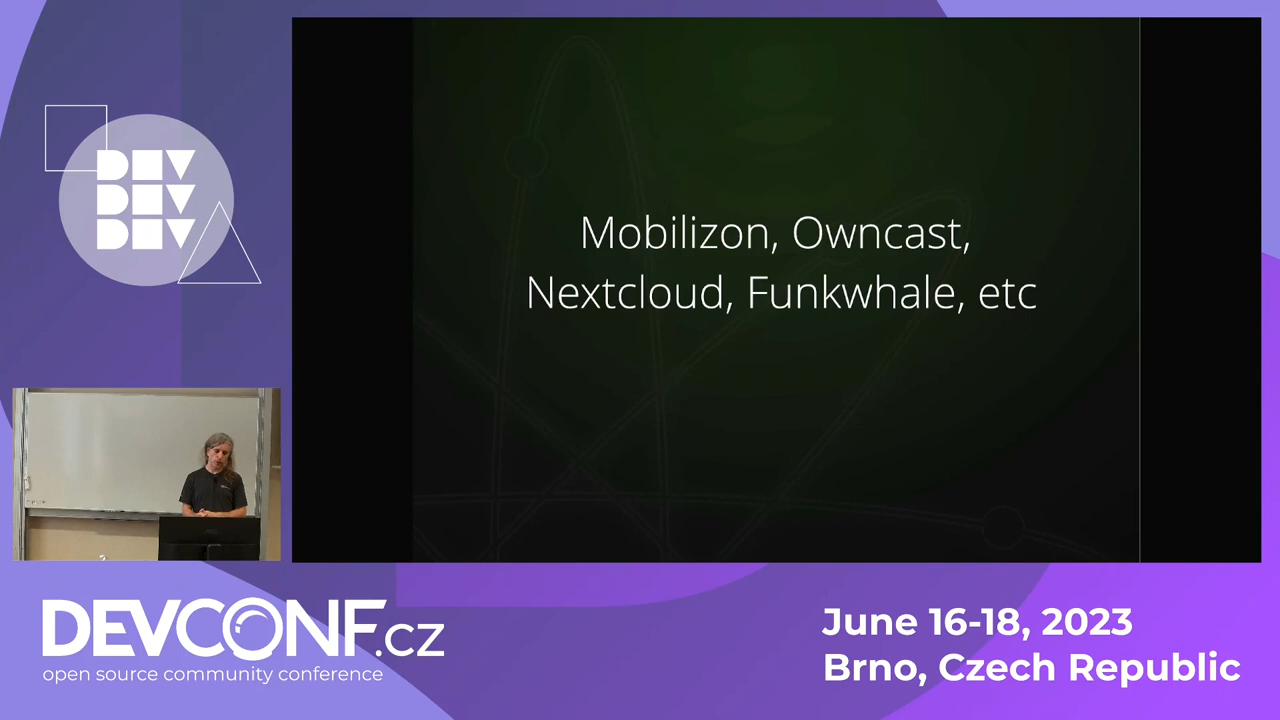 DEV
DEV
DEV
Mobilizon, Owncast,
Nextcloud, Funkwhale, etc
DEVCONF.cz
open source community conference
June 16-18, 2023
Brno, Czech Republic